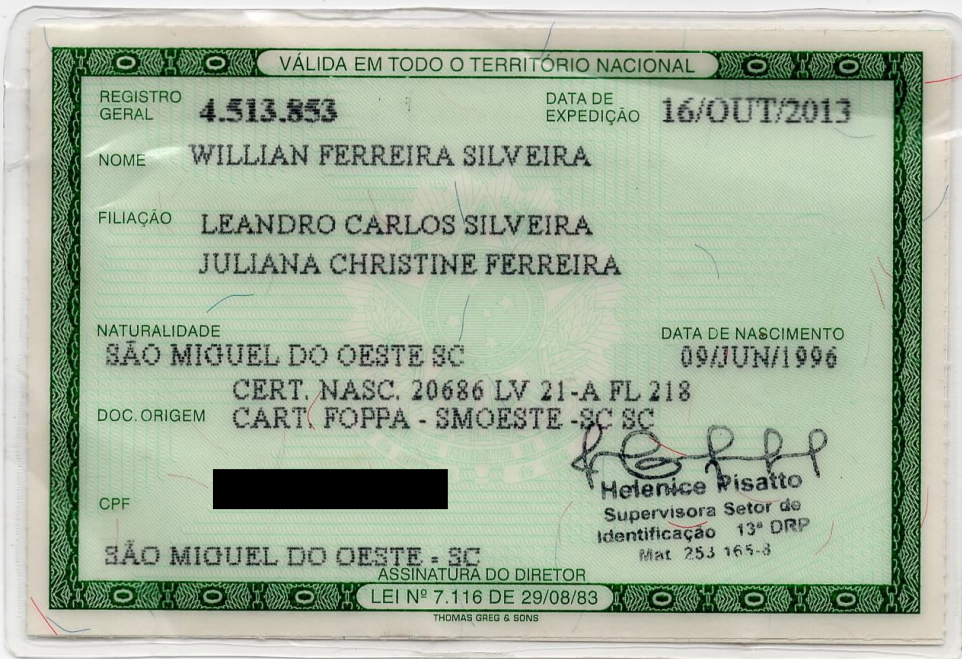 VÁLIDA EM TODO O TERRITÓRIO NACIONAL
REGISTRO GERAL 4.513.853 DATA DE EXPEDIÇÃO 16/OUT/2013
NOME WILLIAN FERREIRA SILVEIRA
FILIAÇÃO LEANDRO CARLOS SILVEIRA
JULIANA CHRISTINE FERREIRA
NATURALIDADE DATA DE NASCIMENTO
SÃO MIGUEL DO OESTE SC 09/JUN/1996
CERT. NASC. 20686 LV 21-A FL 218
DOC. ORIGEM CART. FOPPA - SMOESTE -SC SC
Helenice Pisatto
Supervisora Setor de
Identificação 13ª DRP
Mat. 253 165-8
CPF
SÃO MIGUEL DO OESTE - SC
ASSINATURA DO DIRETOR
LEI Nº 7.116 DE 29/08/83
THOMAS GREG & SONS